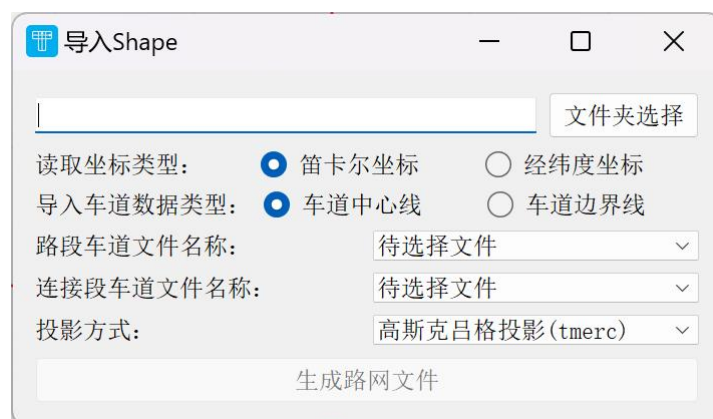 导入Shape
文件夹选择
读取坐标类型: 笛卡尔坐标 经纬度坐标
导入车道数据类型: 车道中心线 车道边界线
路段车道文件名称: 待选择文件
连接段车道文件名称: 待选择文件
投影方式: 高斯克吕格投影(tmerc)
生成路网文件